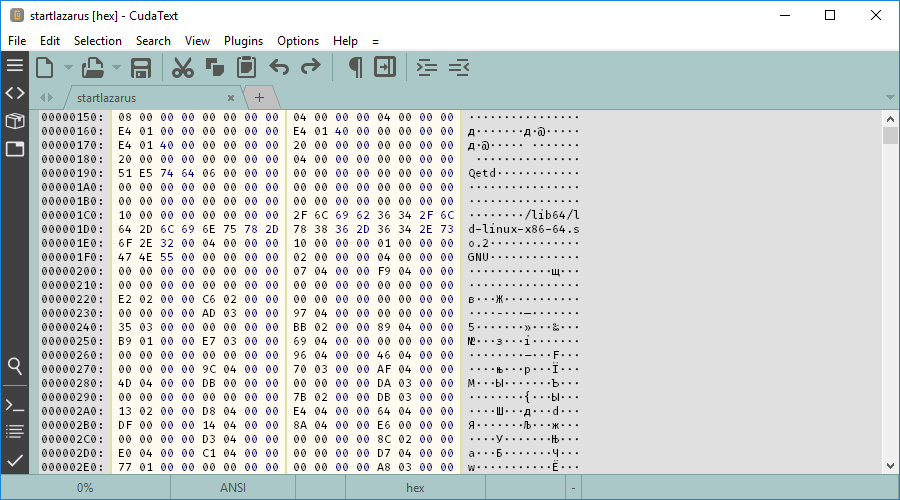 startlazarus [hex] - CudaText
File Edit Selection Search View Plugins Options Help =
startlazarus
00000150: 08 00 00 00 00 00 00 00 04 00 00 00 04 00 00 00 ················
00000160: E4 01 00 00 00 00 00 00 E4 01 40 00 00 00 00 00 д·······д·@·····
00000170: E4 01 40 00 00 00 00 00 20 00 00 00 00 00 00 00 д·@····· ·······
00000180: 20 00 00 00 00 00 00 00 04 00 00 00 00 00 00 00  ···············
00000190: 51 E5 74 64 06 00 00 00 00 00 00 00 00 00 00 00 Qеtd············
000001A0: 00 00 00 00 00 00 00 00 00 00 00 00 00 00 00 00 ················
000001B0: 00 00 00 00 00 00 00 00 00 00 00 00 00 00 00 00 ················
000001C0: 10 00 00 00 00 00 00 00 2F 6C 69 62 36 34 2F 6C ········/lib64/l
000001D0: 64 2D 6C 69 6E 75 78 2D 78 38 36 2D 36 34 2E 73 d-linux-x86-64.s
000001E0: 6F 2E 32 00 04 00 00 00 10 00 00 00 01 00 00 00 o.2·············
000001F0: 47 4E 55 00 00 00 00 00 02 00 00 00 04 00 00 00 GNU·············
00000200: 00 00 00 00 00 00 00 00 07 04 00 00 F9 04 00 00 ············щ···
00000210: 00 00 00 00 00 00 00 00 00 00 00 00 00 00 00 00 ················
00000220: E2 02 00 00 C6 02 00 00 00 00 00 00 00 00 00 00 в···Ж···········
00000230: 00 00 00 00 AD 03 00 00 97 04 00 00 00 00 00 00 ····-···—·······
00000240: 35 03 00 00 00 00 00 00 BB 02 00 00 89 04 00 00 5·······»···‰···
00000250: B9 01 00 00 E7 03 00 00 69 04 00 00 00 00 00 00 №···з···i·······
00000260: 00 00 00 00 00 00 00 00 96 04 00 00 46 04 00 00 ········–···F···
00000270: 00 00 00 00 9C 04 00 00 70 03 00 00 AF 04 00 00 ····њ···p···Ї···
00000280: 4D 04 00 00 DB 00 00 00 00 00 00 00 DA 03 00 00 M···Ы·······Ъ···
00000290: 00 00 00 00 00 00 00 00 7B 02 00 00 DB 03 00 00 ········{···Ы···
000002A0: 13 02 00 00 D8 04 00 00 E4 04 00 00 64 04 00 00 ····Ш···д···d···
000002B0: DF 00 00 00 14 04 00 00 8A 04 00 00 E6 00 00 00 Я·······Љ···ж···
000002C0: 00 00 00 00 D3 04 00 00 00 00 00 00 8C 02 00 00 ····У·······Њ···
000002D0: E0 04 00 00 C1 04 00 00 00 00 00 00 D7 04 00 00 а···Б·······Ч···
000002E0: 77 01 00 00 00 00 00 00 00 00 00 00 A8 03 00 00 w···········Ё···
0% ANSI hex -